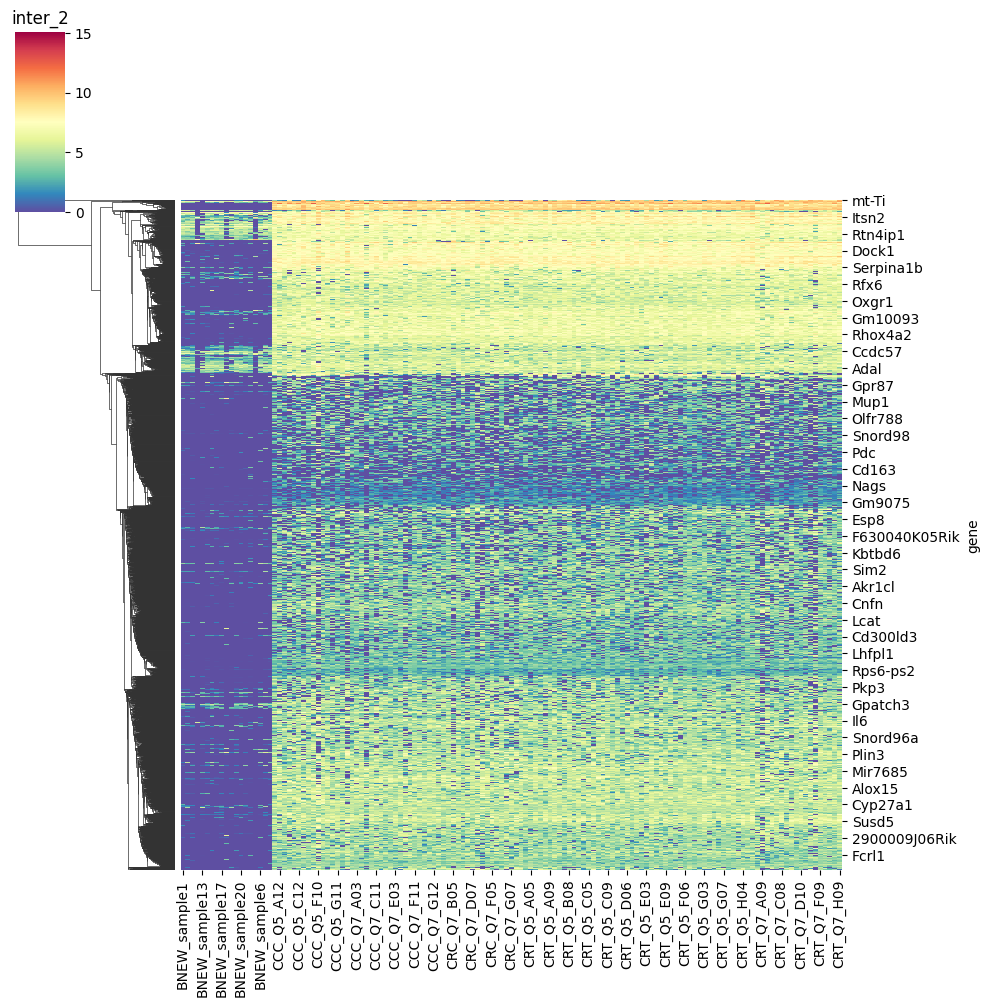 inter_2
15
10
5
0
mt-Ti
Itsn2
Rtn4ip1
Dock1
Serpina1b
Rfx6
Oxgr1
Gm10093
Rhox4a2
Ccdc57
Adal
Gpr87
Mup1
Olfr788
Snord98
Pdc
Cd163
Nags
Gm9075
Esp8
F630040K05Rik
Kbtbd6
Sim2
Akr1cl
Cnfn
Lcat
Cd300ld3
Lhfpl1
Rps6-ps2
Pkp3
Gpatch3
Il6
Snord96a
Plin3
Mir7685
Alox15
Cyp27a1
Susd5
2900009J06Rik
Fcrl1
gene
BNEW_sample1
BNEW_sample13
BNEW_sample17
BNEW_sample20
BNEW_sample6
CCC_Q5_A12
CCC_Q5_C12
CCC_Q5_F10
CCC_Q5_G11
CCC_Q7_A03
CCC_Q7_C11
CCC_Q7_E03
CCC_Q7_F11
CCC_Q7_G12
CRC_Q7_B05
CRC_Q7_D07
CRC_Q7_F05
CRC_Q7_G07
CRT_Q5_A05
CRT_Q5_A09
CRT_Q5_B08
CRT_Q5_C05
CRT_Q5_C09
CRT_Q5_D06
CRT_Q5_E03
CRT_Q5_E09
CRT_Q5_F06
CRT_Q5_G03
CRT_Q5_G07
CRT_Q5_H04
CRT_Q7_A09
CRT_Q7_C08
CRT_Q7_D10
CRT_Q7_F09
CRT_Q7_H09